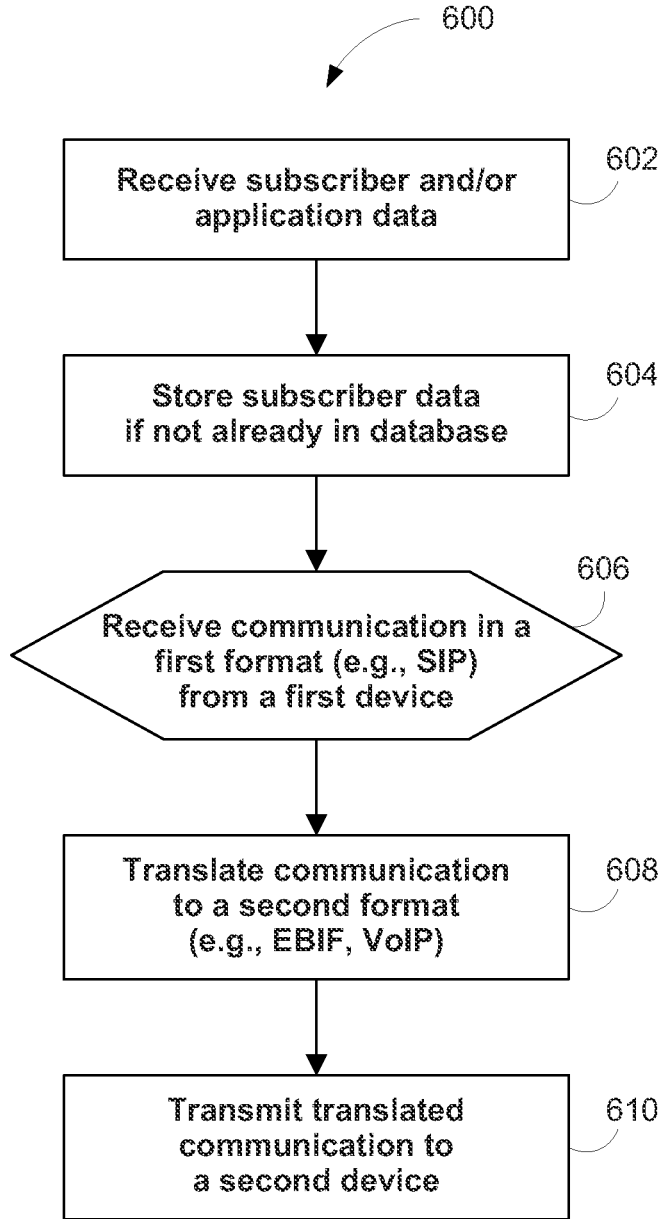 600
Receive subscriber and/or
application data
602
Store subscriber data
if not already in database
604
Receive communication in a
first format (e.g., SIP)
from a first device
606
Translate communication
to a second format
(e.g., EBIF, VoIP)
608
Transmit translated
communication to
a second device
610